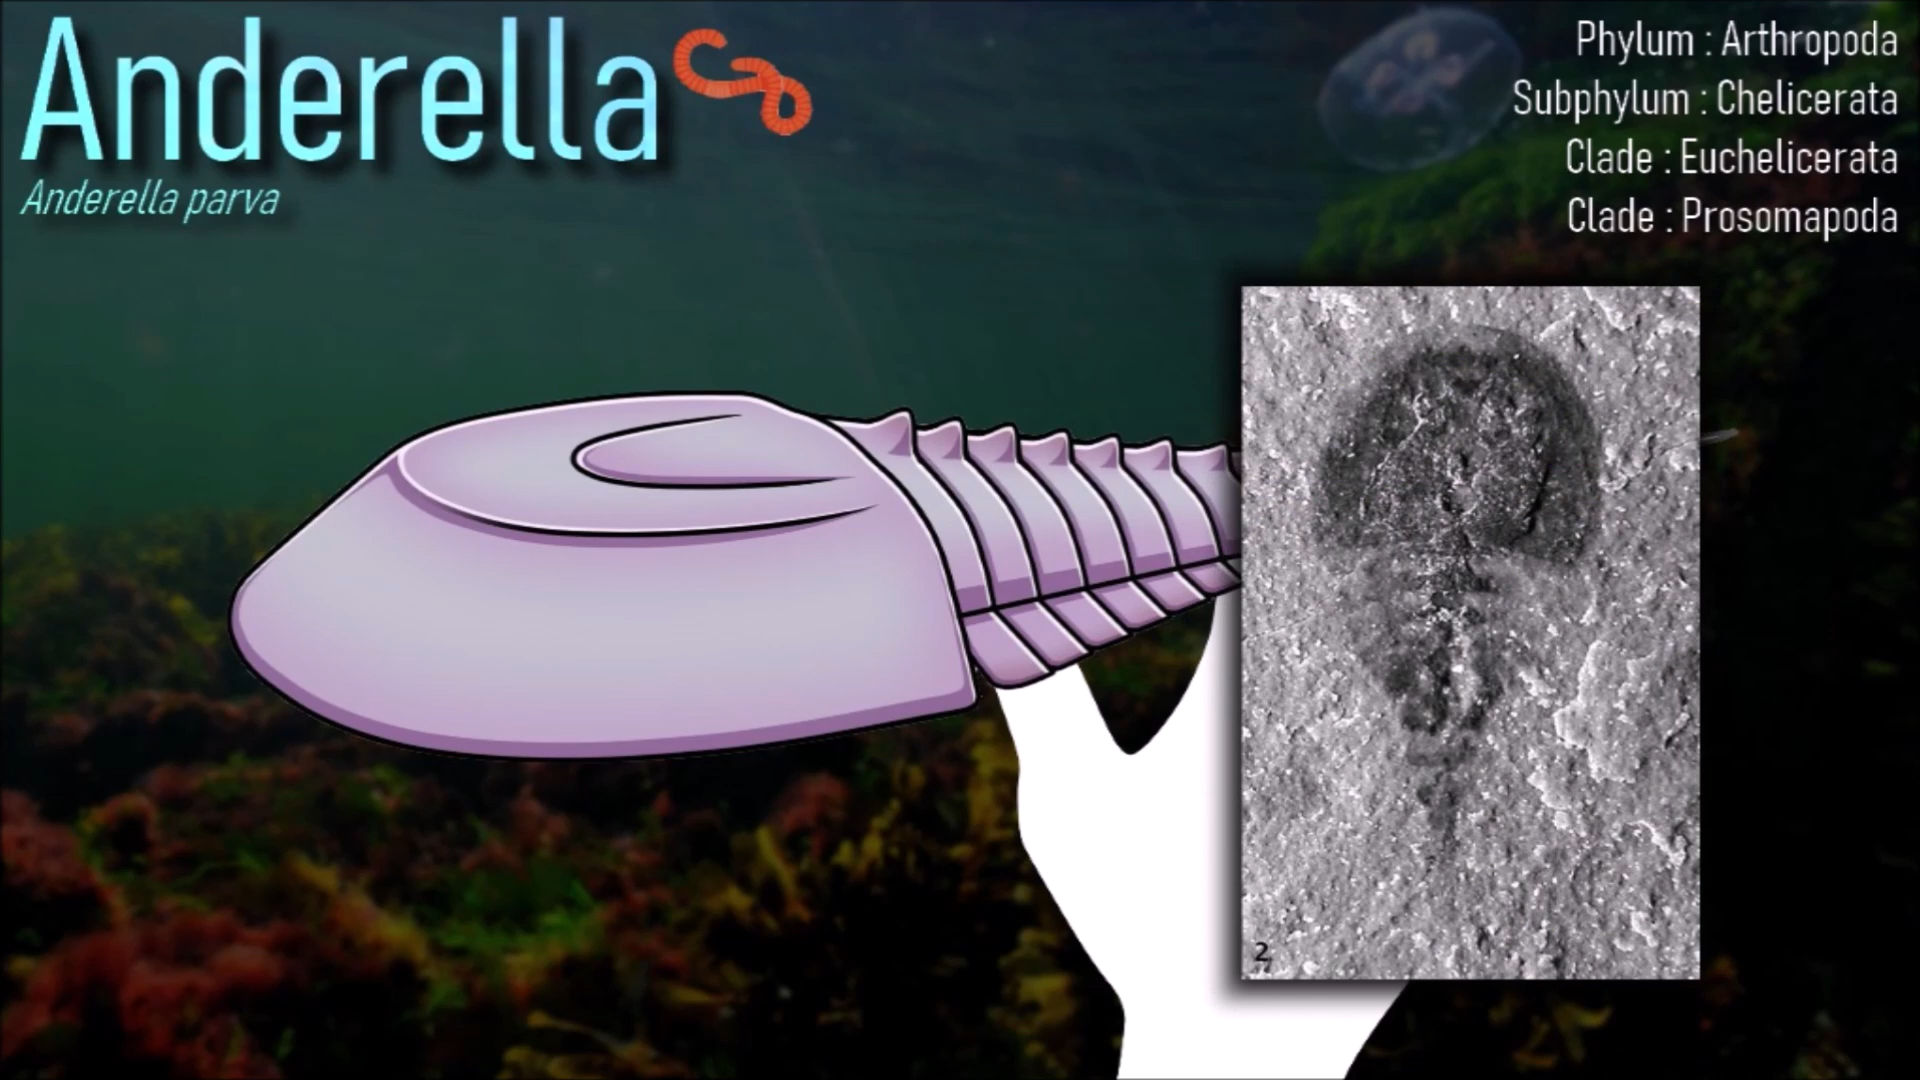 Anderella
Anderella parva
Phylum : Arthropoda
Subphylum : Chelicerata
Clade : Euchelicerata
Clade : Prosomapoda
2